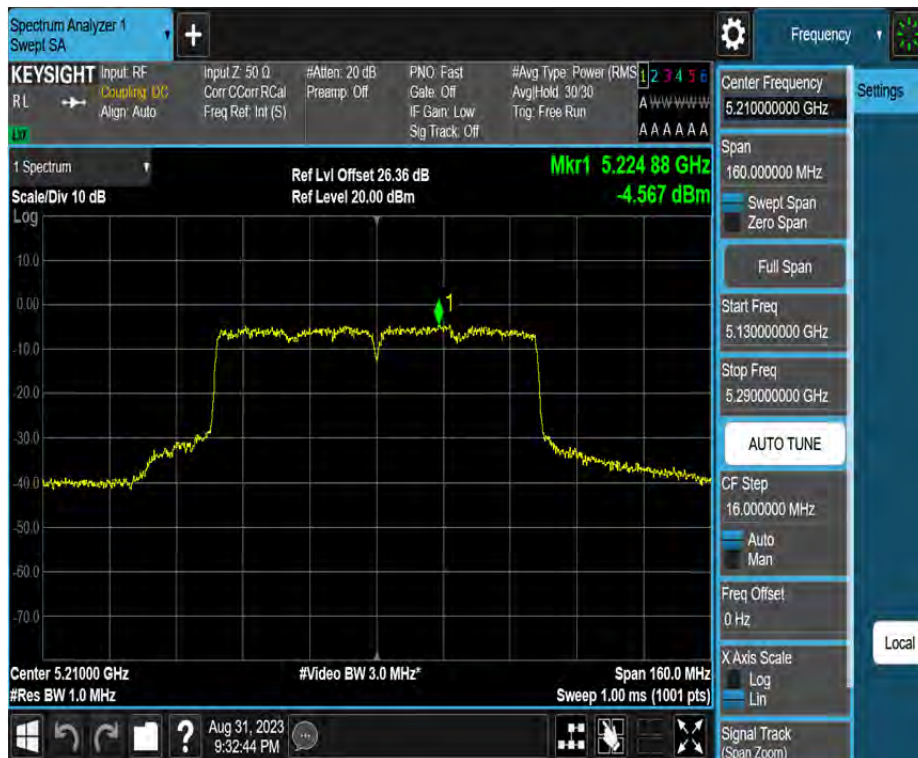 Spectrum Analyzer 1
Swept SA
+
Frequency
KEYSIGHT
R L
Input: RF
Coupling: DC
Align: Auto
Input Z: 50 Ω
Corr CCorr RCal
Freq Ref: Int (S)
#Atten: 20 dB
Preamp: Off
PNO: Fast
Gate: Off
IF Gain: Low
Sig Track: Off
#Avg Type: Power (RMS
Avg|Hold: 30/30
Trig: Free Run
1 2 3 4 5 6
A W W W W W
A A A A A A
LXI
1 Spectrum
Scale/Div 10 dB
Ref Lvl Offset 26.36 dB
Ref Level 20.00 dBm
Mkr1 5.224 88 GHz
-4.567 dBm
Log
10.0
0.00
-10.0
-20.0
-30.0
-40.0
-50.0
-60.0
-70.0
1
Center 5.21000 GHz
#Res BW 1.0 MHz
#Video BW 3.0 MHz*
Span 160.0 MHz
Sweep 1.00 ms (1001 pts)
Aug 31, 2023
9:32:44 PM
?
Center Frequency
5.210000000 GHz
Settings
Span
160.000000 MHz
Swept Span
Zero Span
Full Span
Start Freq
5.130000000 GHz
Stop Freq
5.290000000 GHz
AUTO TUNE
CF Step
16.000000 MHz
Auto
Man
Freq Offset
0 Hz
Local
X Axis Scale
Log
Lin
Signal Track
(Span Zoom)